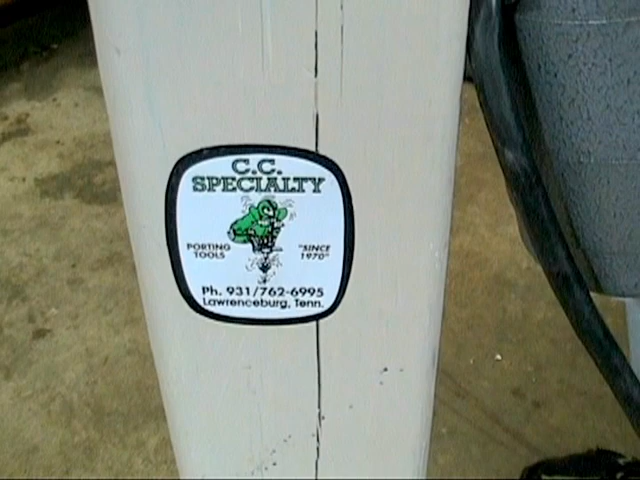 C.C.
SPECIALTY
PORTING
TOOLS
"SINCE
1970"
Ph. 931/762-6995
Lawrenceburg, Tenn.